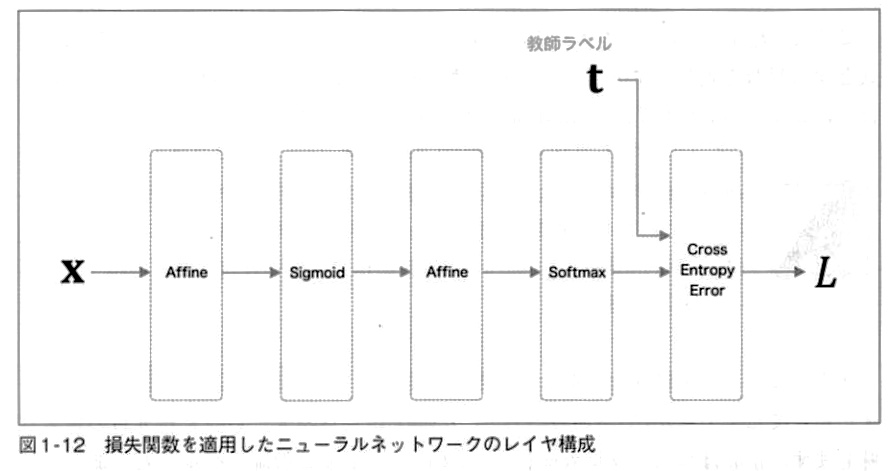 教師ラベル
t
x
Affine
Sigmoid
Affine
Softmax
Cross
Entropy
Error
L
図1-12 損失関数を適用したニューラルネットワークのレイヤ構成